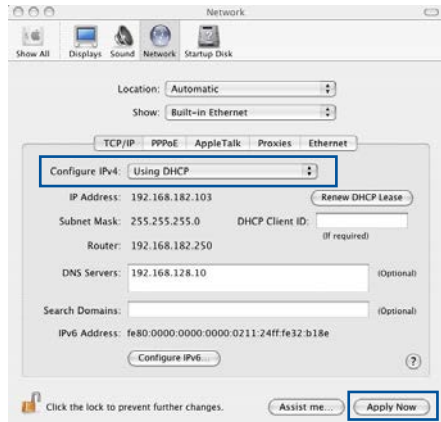 Network
Show All Displays Sound Network Startup Disk
Location: Automatic
Show: Built-in Ethernet
TCP/IP PPPoE AppleTalk Proxies Ethernet
Configure IPv4: Using DHCP
IP Address: 192.168.182.103 Renew DHCP Lease
Subnet Mask: 255.255.255.0 DHCP Client ID:
(If required)
Router: 192.168.182.250
DNS Servers: 192.168.128.10 (Optional)
Search Domains: (Optional)
IPv6 Address: fe80:0000:0000:0000:0211:24ff:fe32:b18e
Configure IPv6...
?
Click the lock to prevent further changes. Assist me... Apply Now